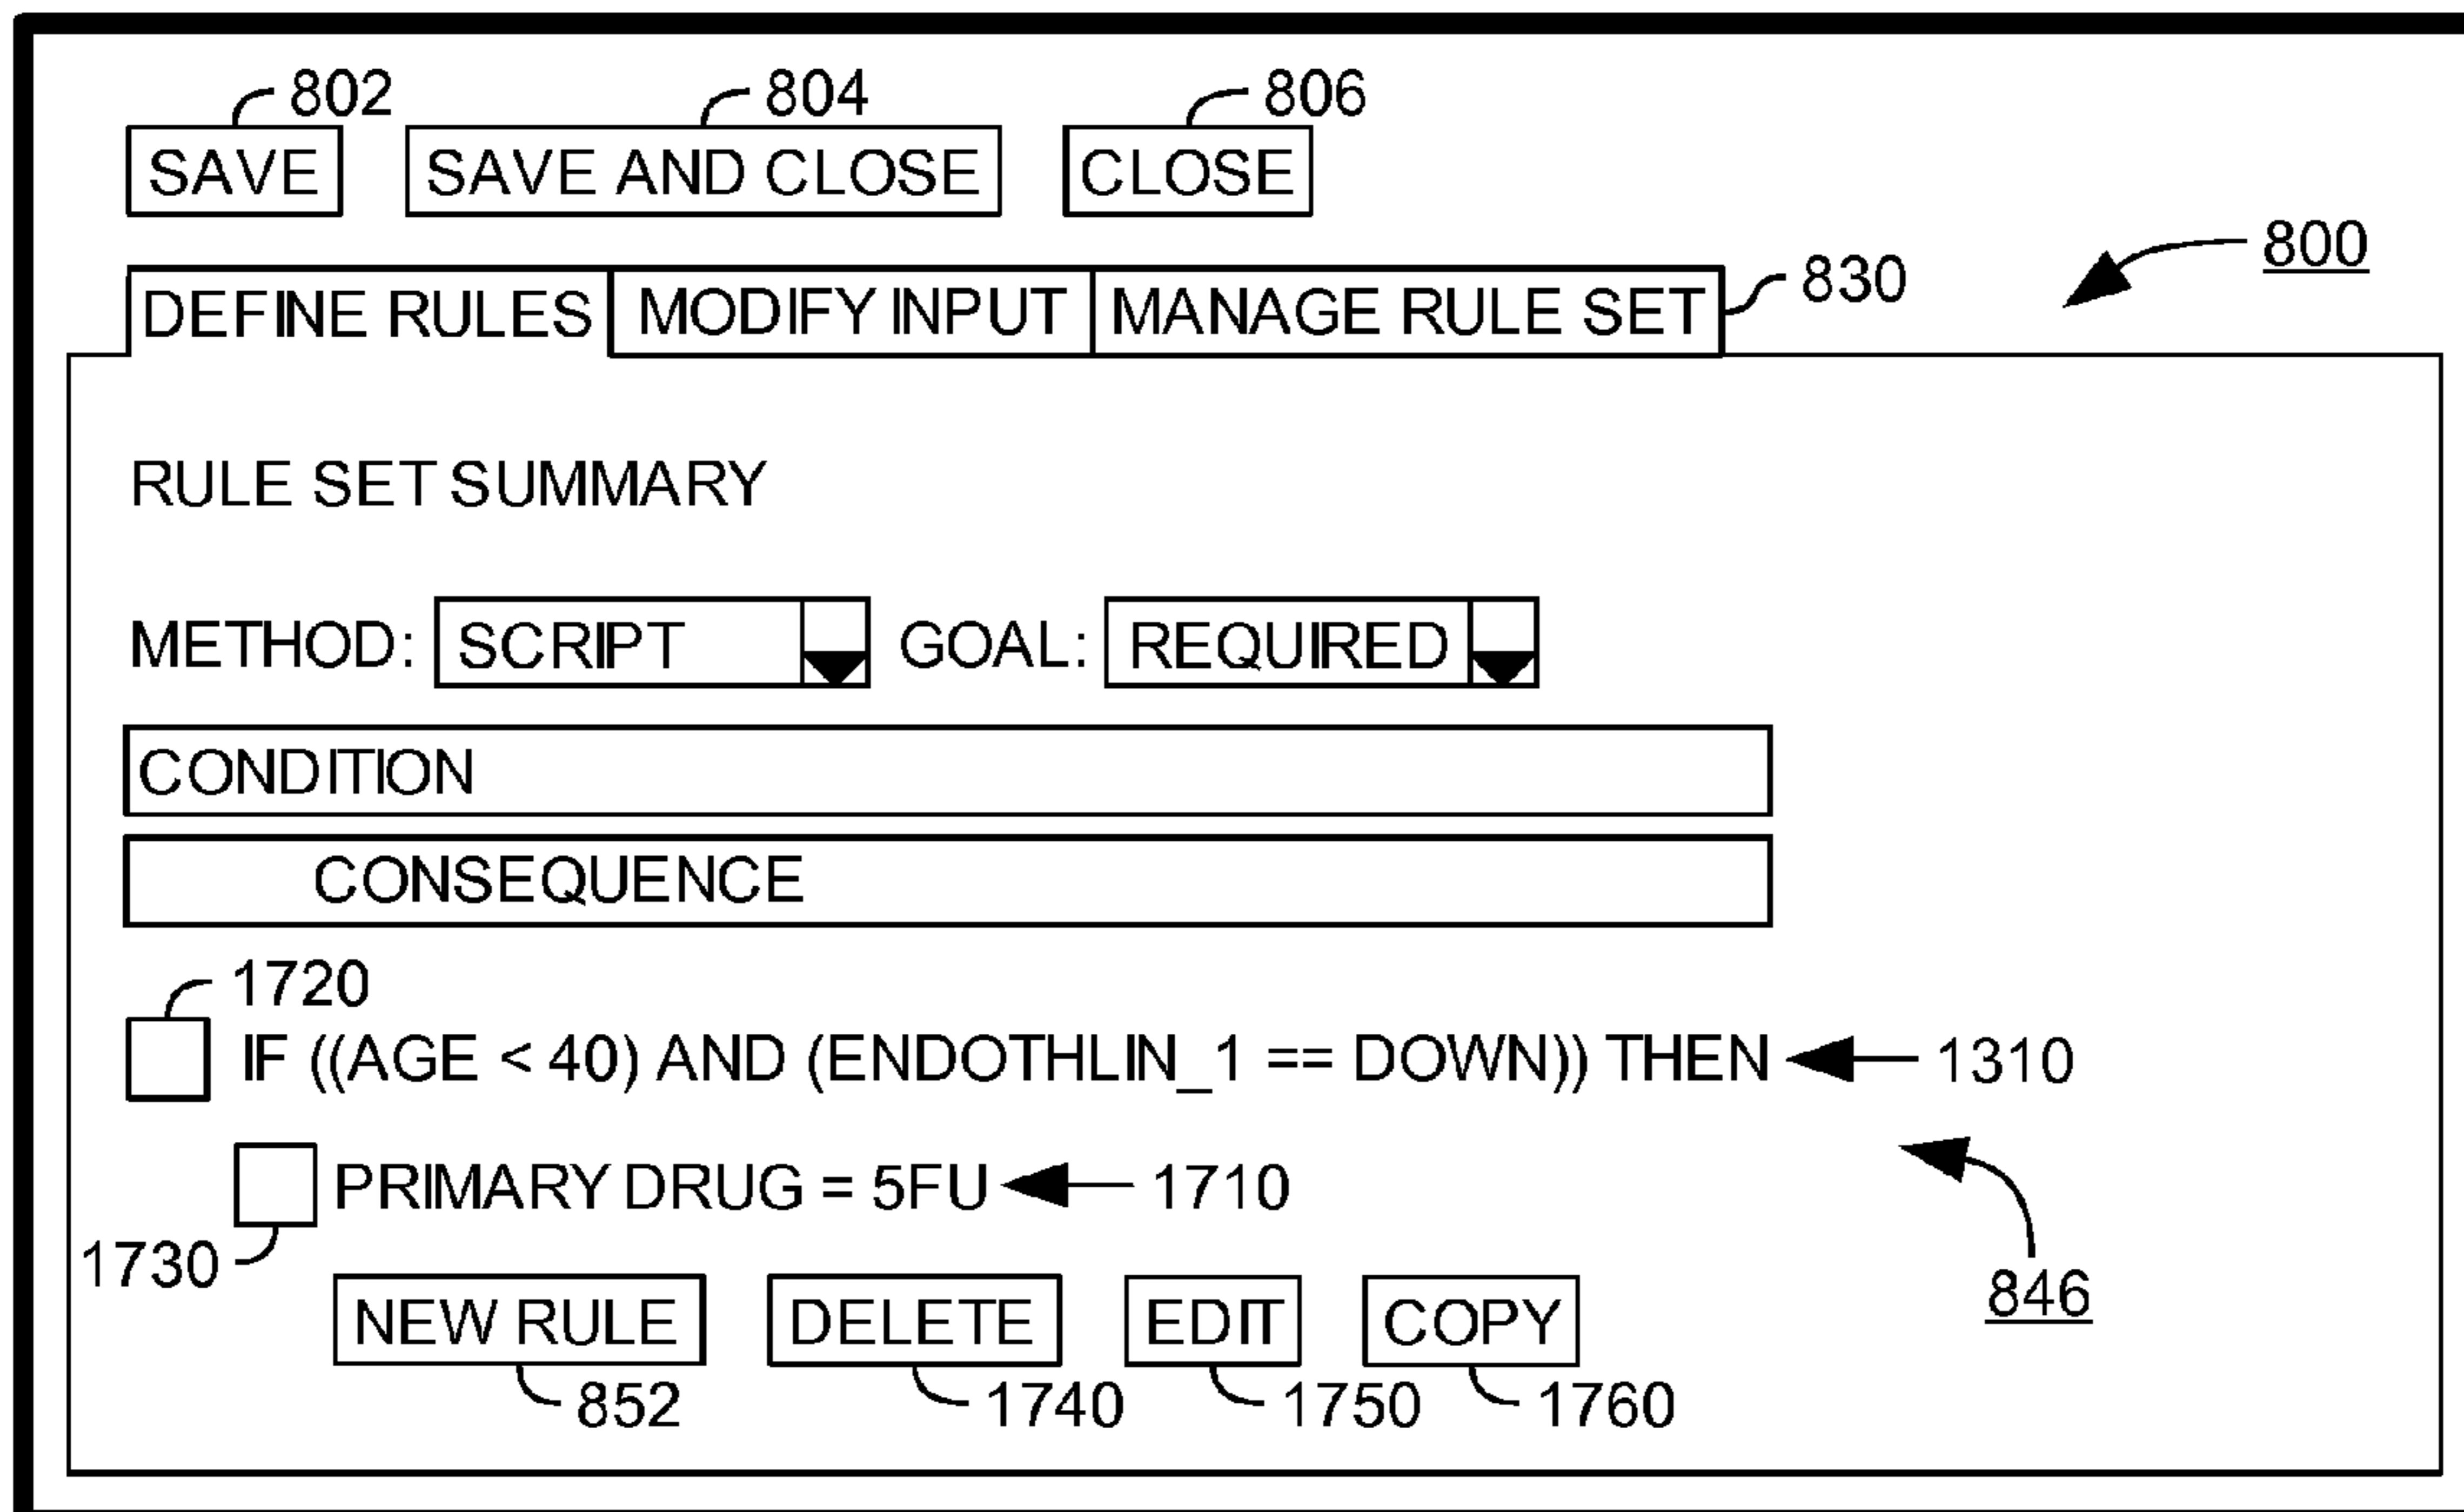 802 804 806
SAVE SAVE AND CLOSE CLOSE
800
DEFINE RULES MODIFY INPUT MANAGE RULE SET 830
RULE SET SUMMARY
METHOD: SCRIPT GOAL: REQUIRED
CONDITION
CONSEQUENCE
1720
IF ((AGE < 40) AND (ENDOTHLIN_1 == DOWN)) THEN 1310
PRIMARY DRUG = 5FU 1710
1730
846
NEW RULE DELETE EDIT COPY
852 1740 1750 1760